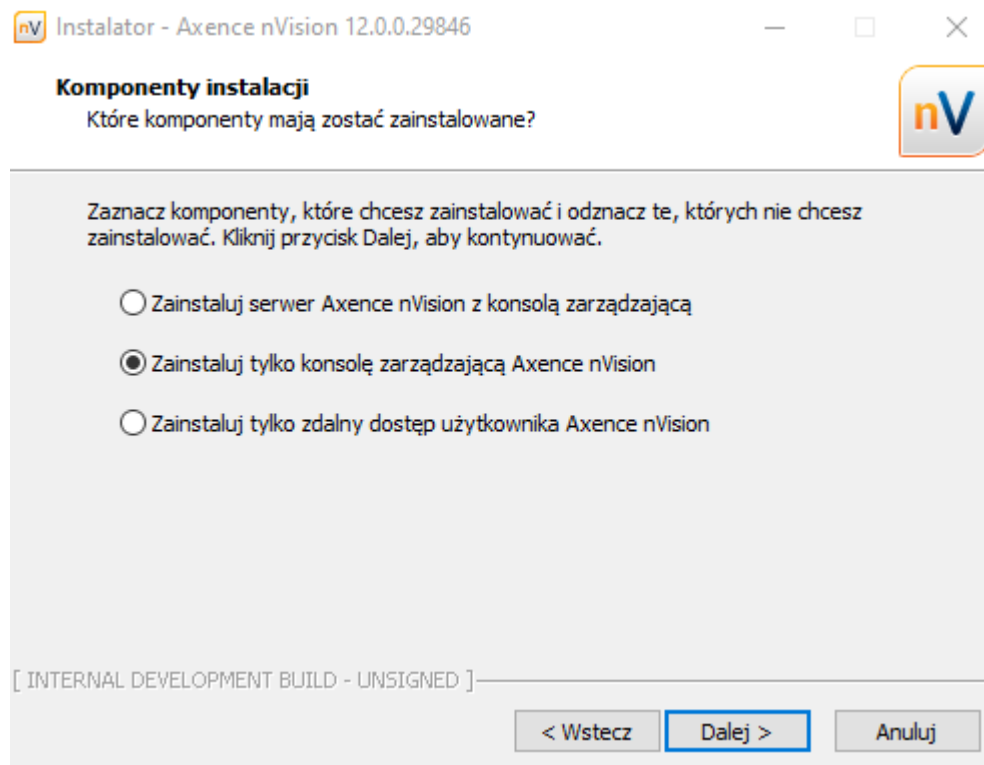 nV Instalator - Axence nVision 12.0.0.29846
Komponenty instalacji
Które komponenty mają zostać zainstalowane?
nV
Zaznacz komponenty, które chcesz zainstalować i odznacz te, których nie chcesz
zainstalować. Kliknij przycisk Dalej, aby kontynuować.
Zainstaluj serwer Axence nVision z konsolą zarządzającą
Zainstaluj tylko konsolę zarządzającą Axence nVision
Zainstaluj tylko zdalny dostęp użytkownika Axence nVision
[ INTERNAL DEVELOPMENT BUILD - UNSIGNED ]
< Wstecz Dalej > Anuluj